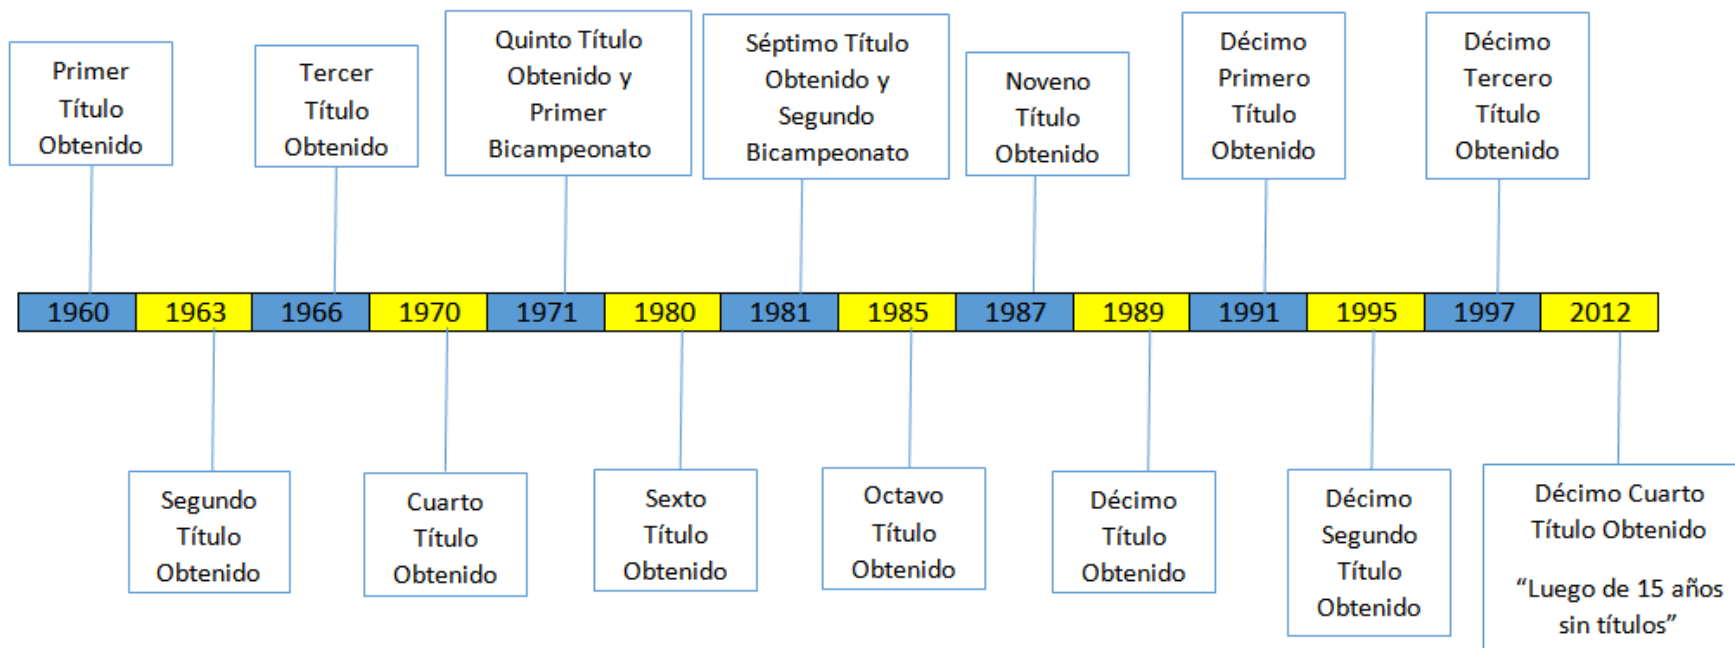 Primer
Título
Obtenido
Tercer
Título
Obtenido
Quinto Título
Obtenido y
Primer
Bicampeonato
Séptimo Título
Obtenido y
Segundo
Bicampeonato
Noveno
Título
Obtenido
Décimo
Primero
Título
Obtenido
Décimo
Tercero
Título
Obtenido
1960 1963 1966 1970 1971 1980 1981 1985 1987 1989 1991 1995 1997 2012
Segundo
Título
Obtenido
Cuarto
Título
Obtenido
Sexto
Título
Obtenido
Octavo
Título
Obtenido
Décimo
Título
Obtenido
Décimo
Segundo
Título
Obtenido
Décimo Cuarto
Título Obtenido
“Luego de 15 años
sin títulos”